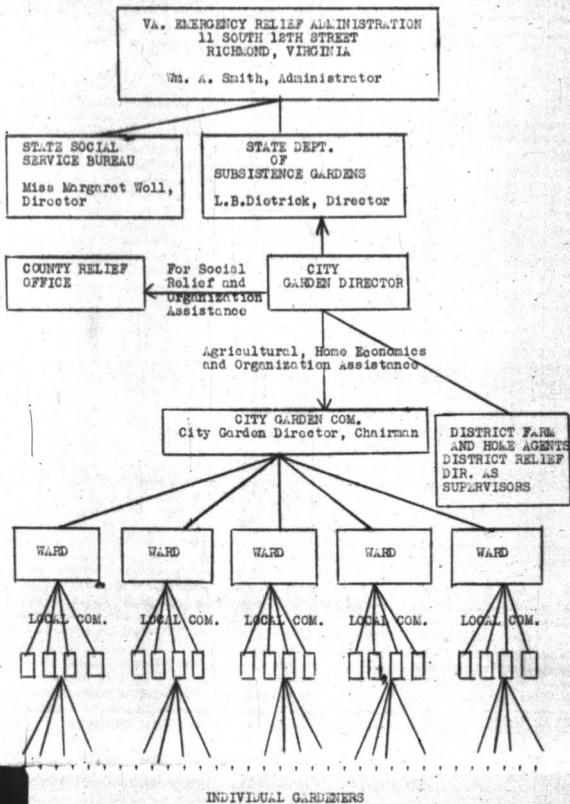 VA. EMERGENCY RELIEF ADMINISTRATION
11 SOUTH 12TH STREET
RICHMOND, VIRGINIA
Wm. A. Smith, Administrator
STATE SOCIAL
SERVICE BUREAU
Miss Margaret Woll,
Director
STATE DEPT.
OF
SUBSISTENCE GARDENS
L.B.Dietrick, Director
COUNTY RELIEF
OFFICE
For Social
Relief and
Organization
Assistance
CITY
GARDEN DIRECTOR
Agricultural, Home Economics
and Organization Assistance
CITY GARDEN COM.
City Garden Director, Chairman
DISTRICT FARM
AND HOME AGENTS
DISTRICT RELIEF
DIR. AS
SUPERVISORS
WARD
WARD
WARD
WARD
WARD
LOCAL COM.
LOCAL COM.
LOCAL COM.
LOCAL COM.
LOCAL COM.
INDIVIDUAL GARDENERS